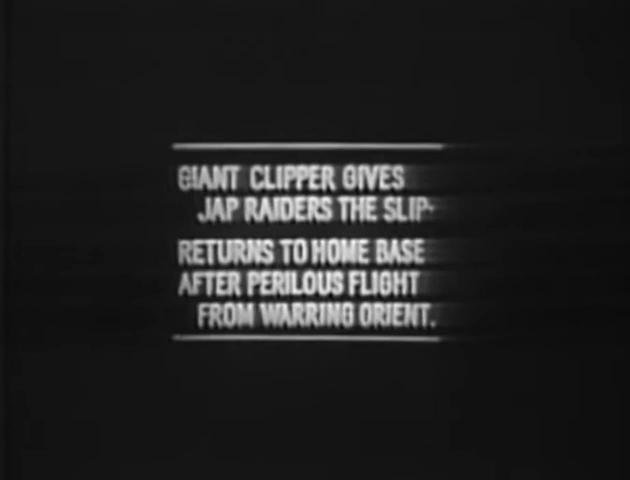 GIANT CLIPPER GIVES
JAP RAIDERS THE SLIP-
RETURNS TO HOME BASE
AFTER PERILOUS FLIGHT
FROM WARRING ORIENT.